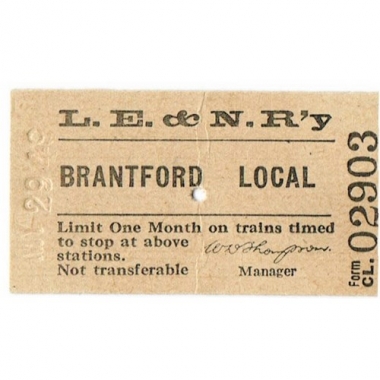 L. E. & N. R'y
BRANTFORD LOCAL
Limit One Month on trains timed
to stop at above
stations.
Not transferable Manager
Form
CL. 02903